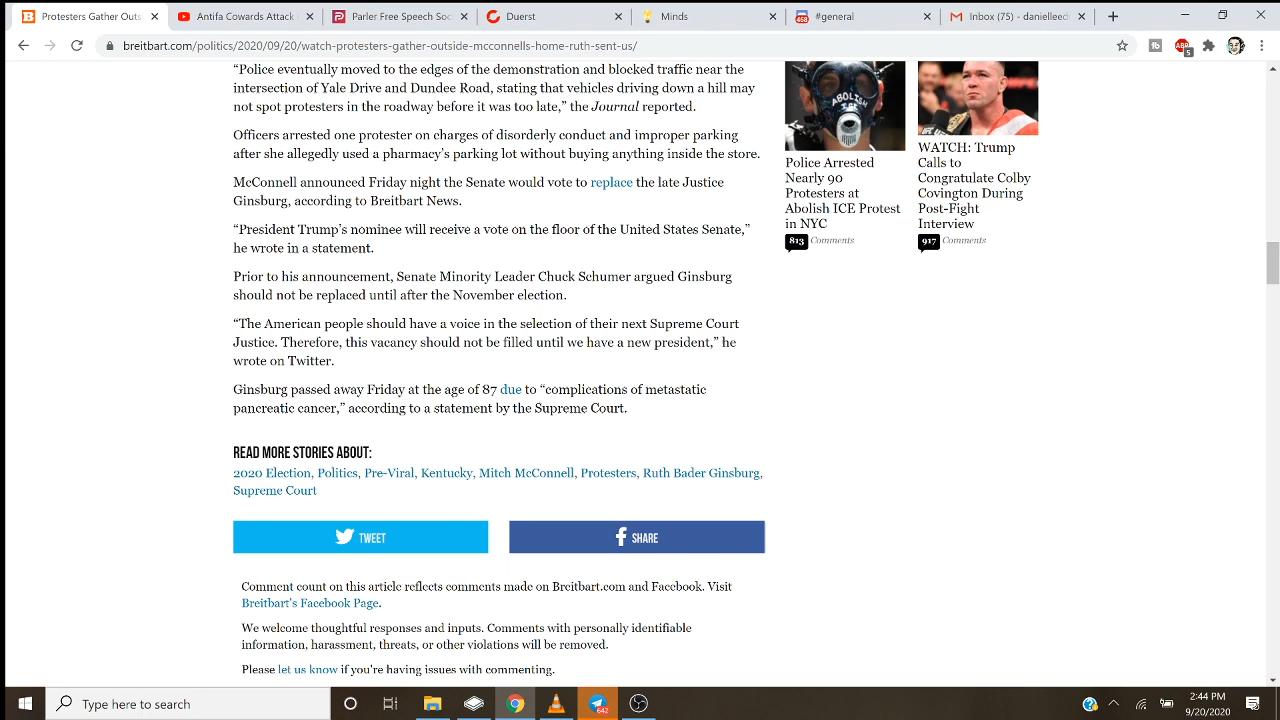 Protesters Gather Outs
Antifa Cowards Attack
Parler Free Speech Soc
Duerst
Minds
458
#general
Inbox (75) - danielleed
breitbart.com/politics/2020/09/20/watch-protesters-gather-outside-mcconnells-home-ruth-sent-us/
ABP
5
“Police eventually moved to the edges of the demonstration and blocked traffic near the
intersection of Yale Drive and Dundee Road, stating that vehicles driving down a hill may
not spot protesters in the roadway before it was too late,” the Journal reported.
Officers arrested one protester on charges of disorderly conduct and improper parking
after she allegedly used a pharmacy’s parking lot without buying anything inside the store.
McConnell announced Friday night the Senate would vote to replace the late Justice
Ginsburg, according to Breitbart News.
“President Trump’s nominee will receive a vote on the floor of the United States Senate,”
he wrote in a statement.
Prior to his announcement, Senate Minority Leader Chuck Schumer argued Ginsburg
should not be replaced until after the November election.
“The American people should have a voice in the selection of their next Supreme Court
Justice. Therefore, this vacancy should not be filled until we have a new president,” he
wrote on Twitter.
Ginsburg passed away Friday at the age of 87 due to “complications of metastatic
pancreatic cancer,” according to a statement by the Supreme Court.
READ MORE STORIES ABOUT:
2020 Election, Politics, Pre-Viral, Kentucky, Mitch McConnell, Protesters, Ruth Bader Ginsburg,
Supreme Court
TWEET
SHARE
Comment count on this article reflects comments made on Breitbart.com and Facebook. Visit
Breitbart's Facebook Page.
We welcome thoughtful responses and inputs. Comments with personally identifiable
information, harassment, threats, or other violations will be removed.
Please let us know if you're having issues with commenting.
ABOLISH
ICE
Police Arrested
Nearly 90
Protesters at
Abolish ICE Protest
in NYC
813 Comments
WATCH: Trump
Calls to
Congratulate Colby
Covington During
Post-Fight
Interview
917 Comments
Type here to search
642
2:44 PM
9/20/2020